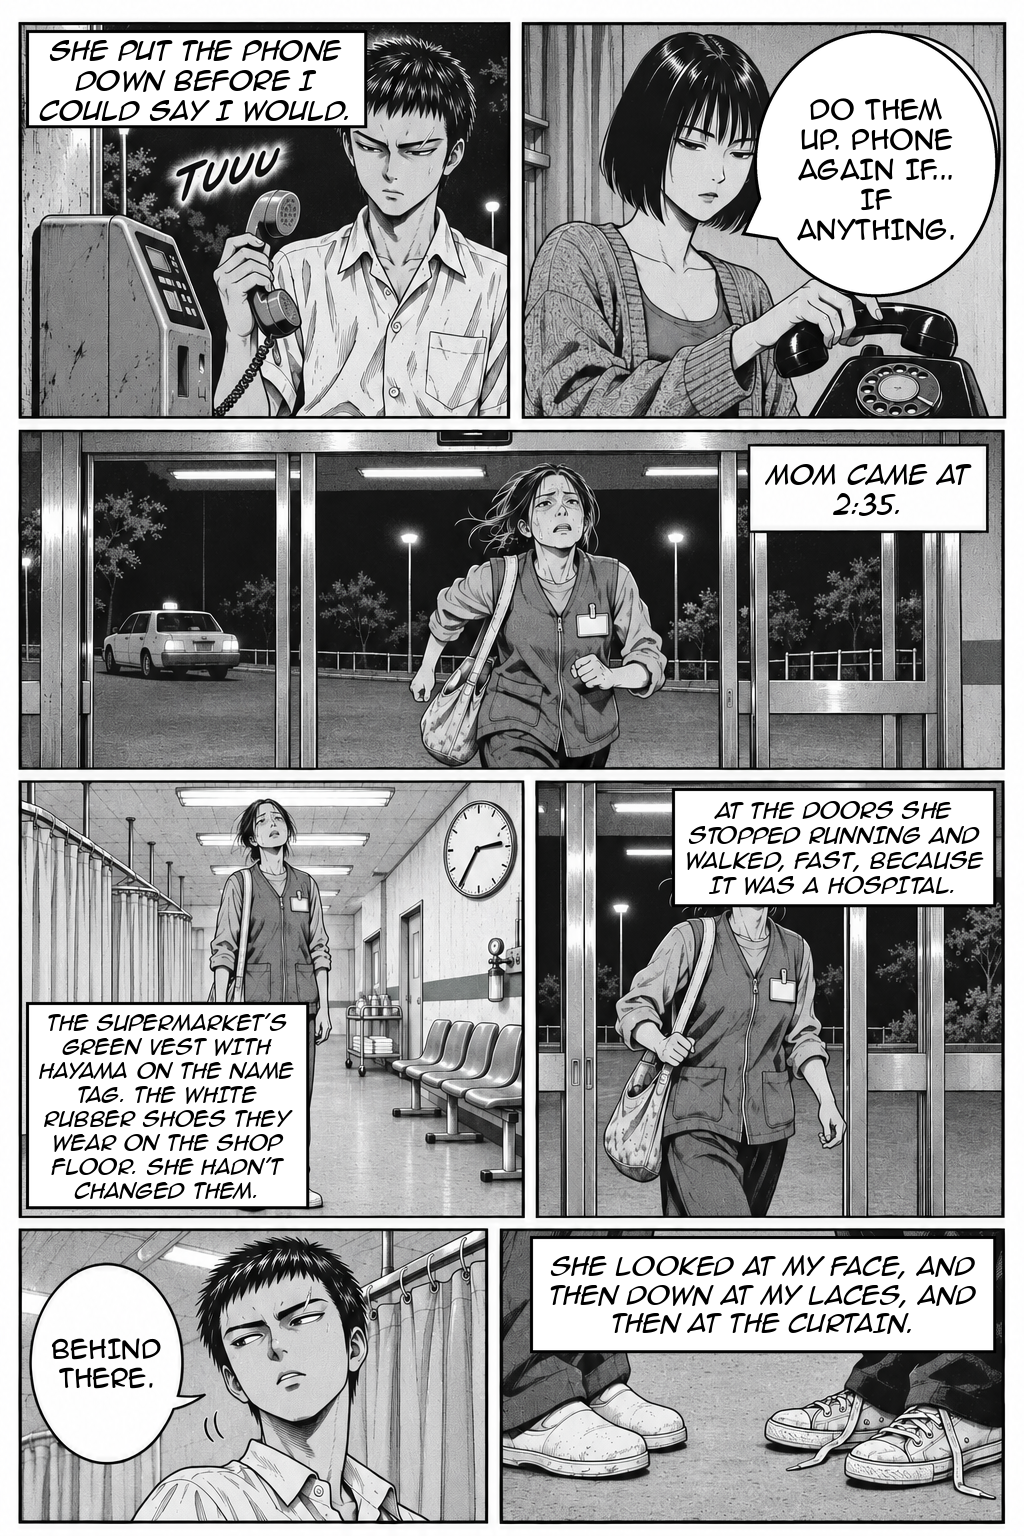 DO THEM
UP. PHONE
AGAIN IF...
IF
ANYTHING.
SHE PUT THE PHONE
DOWN BEFORE I
COULD SAY I WOULD.
TUUU
MOM CAME AT
2:35.
AT THE DOORS SHE
STOPPED RUNNING AND
WALKED, FAST, BECAUSE
IT WAS A HOSPITAL.
THE SUPERMARKET'S
GREEN VEST WITH
HAYAMA ON THE NAME
TAG. THE WHITE
RUBBER SHOES THEY
WEAR ON THE SHOP
FLOOR. SHE HADN'T
CHANGED THEM.
SHE LOOKED AT MY FACE, AND
THEN DOWN AT MY LACES, AND
THEN AT THE CURTAIN.
BEHIND
THERE.